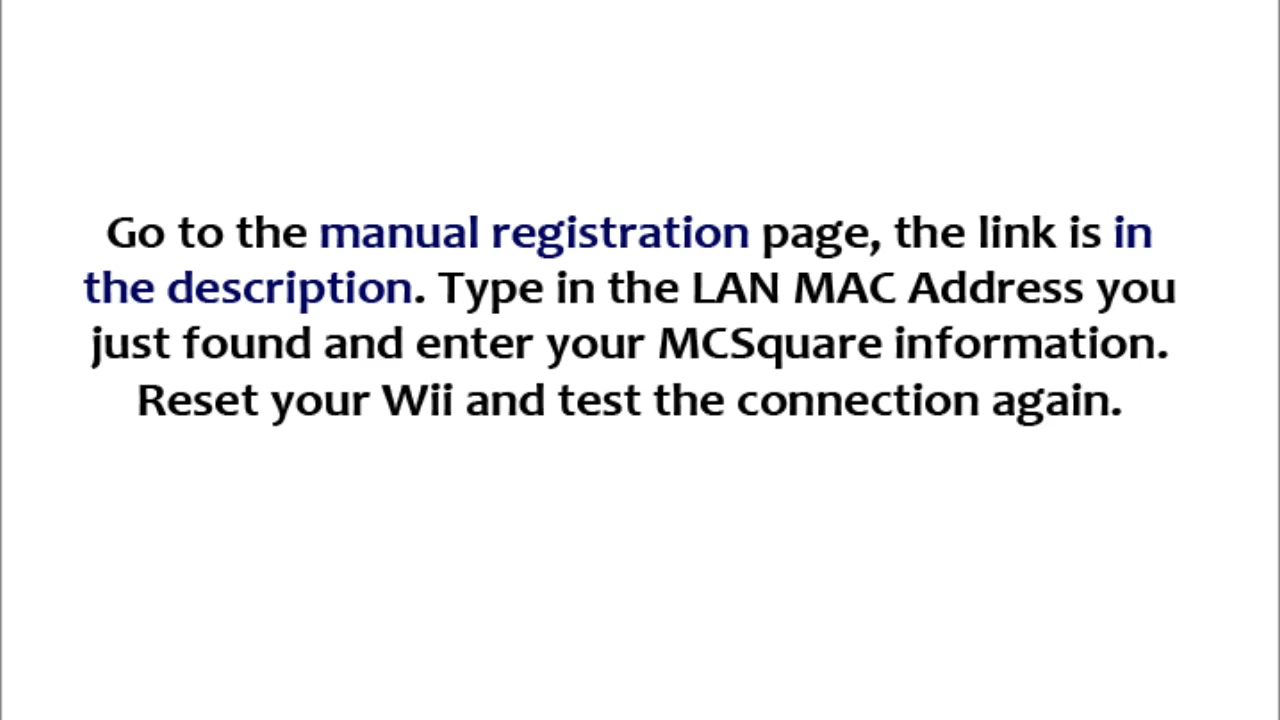 Go to the manual registration page, the link is in
the description. Type in the LAN MAC Address you
just found and enter your MCSquare information.
Reset your Wii and test the connection again.